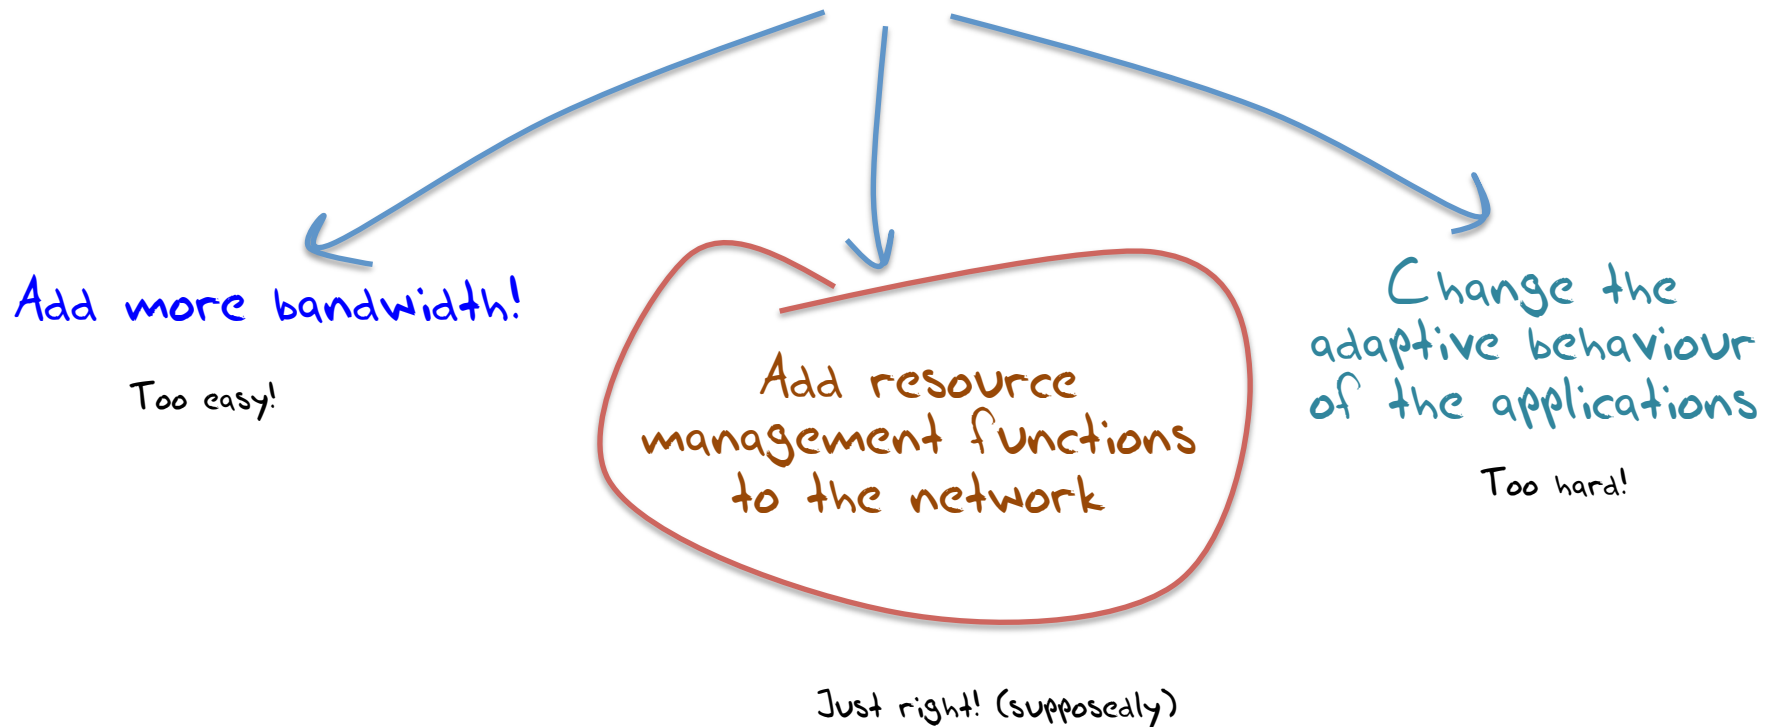 Add more bandwidth!
Too easy!
Add resource
management functions
to the network
Just right! (supposedly)
Change the
adaptive behaviour
of the applications
Too hard!